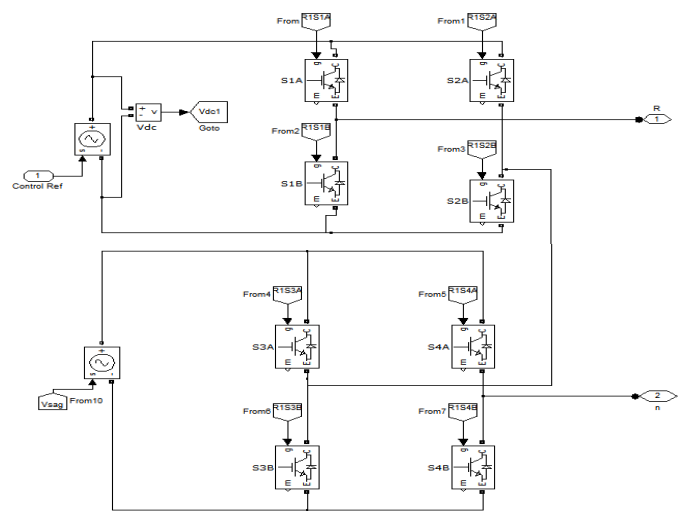 From R1S1A
From1 R1S2A
g C m E S1A
g C m E S2A
+ - v
Vdc
Vdc1
Goto
R
1
From2 R1S1B
From3 R1S2B
s + -
1
Control Ref
g C m E S1B
g C m E S2B
From4 R1S3A
From5 R1S4A
g C m E S3A
g C m E S4A
s + -
Vsag From10
2
n
From6 R1S3B
From7 R1S4B
g C m E S3B
g C m E S4B